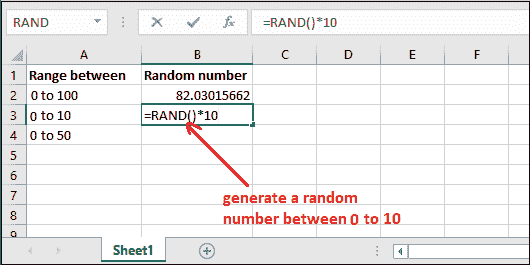 RAND =RAND()*10
A B C D E F
1 Range between Random number
2 0 to 100 82.03015662
3 0 to 10 =RAND()*10
4 0 to 50
5
6
7
8
9
generate a random
number between 0 to 10
Sheet1